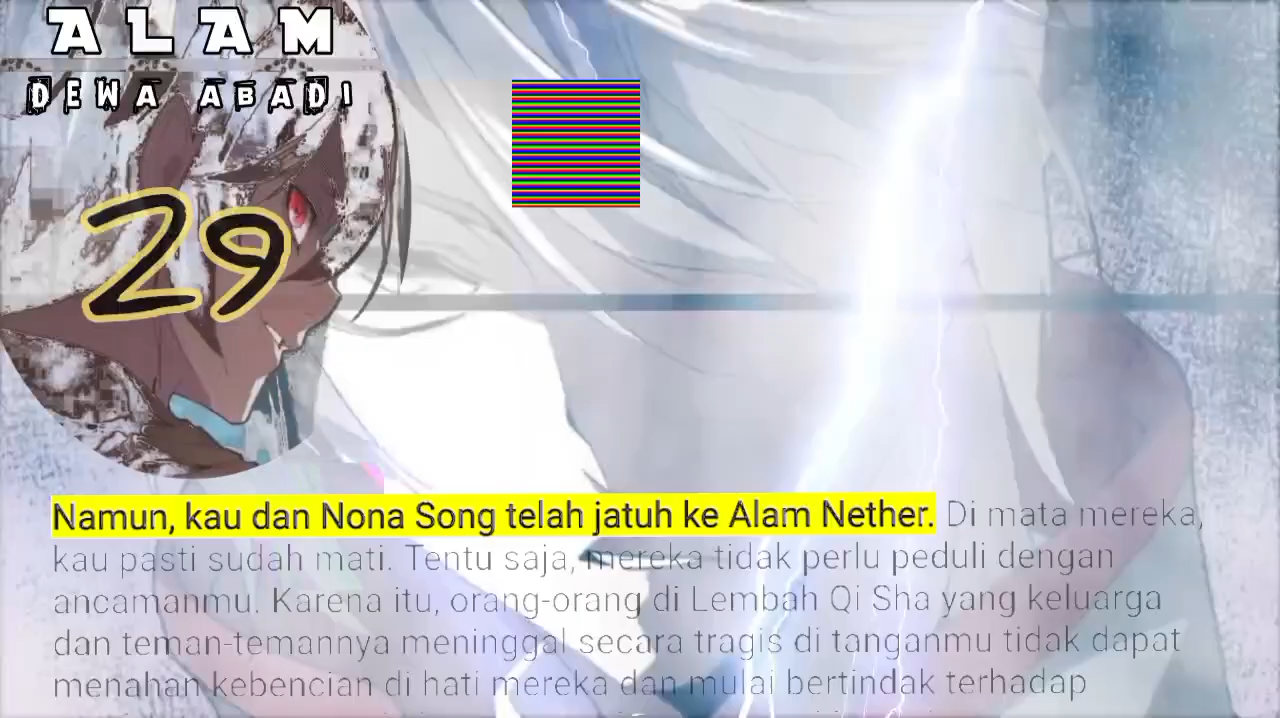 ALAM
DEWA ABADI
29
Namun, kau dan Nona Song telah jatuh ke Alam Nether. Di mata mereka,
kau pasti sudah mati. Tentu saja, mereka tidak perlu peduli dengan
ancamanmu. Karena itu, orang-orang di Lembah Qi Sha yang keluarga
dan teman-temannya meninggal secara tragis di tanganmu tidak dapat
menahan kebencian di hati mereka dan mulai bertindak terhadap